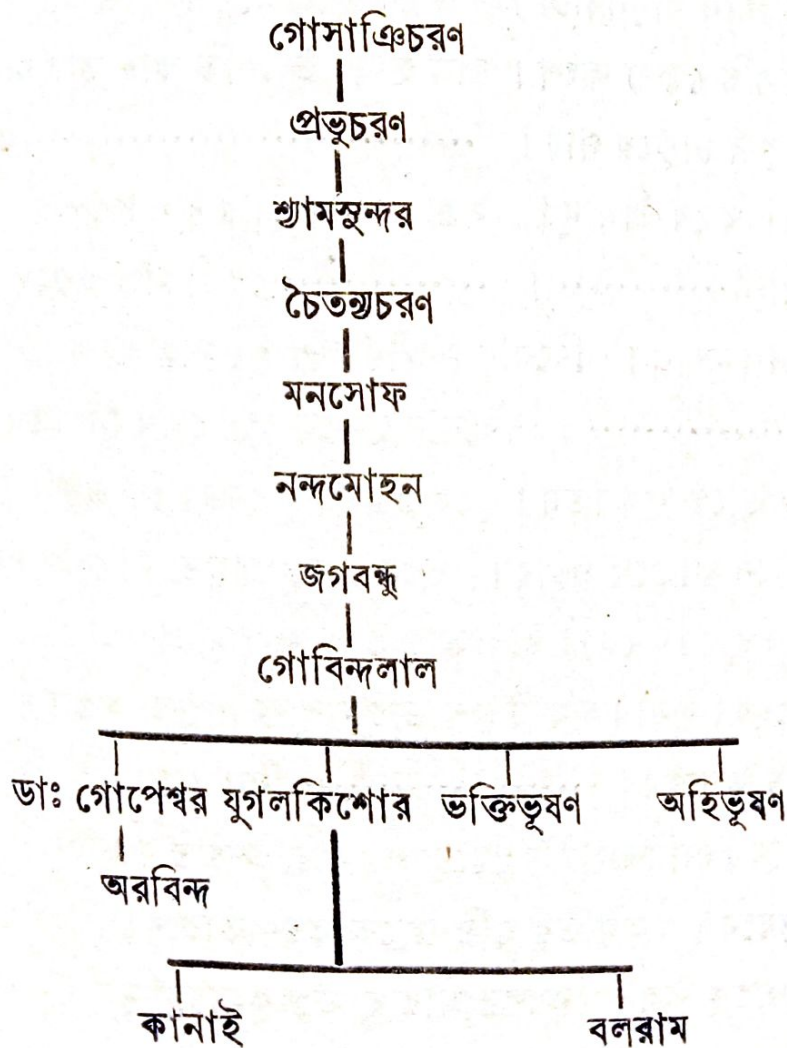 গোসাঞিচরণ
প্রভুচরণ
শ্যামসুন্দর
চৈতন্যচরণ
মনসোফ
নন্দমোহন
জগবন্ধু
গোবিন্দলাল
ডাঃ গোপেশ্বর যুগলকিশোর ভক্তিভূষণ অহিভূষণ
অরবিন্দ
কানাই বলরাম